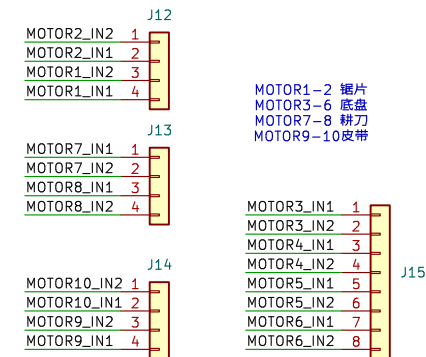 J12
MOTOR2_IN2 1
MOTOR2_IN1 2
MOTOR1_IN2 3
MOTOR1_IN1 4
MOTOR1-2 锯片
MOTOR3-6 底盘
MOTOR7-8 耕刀
MOTOR9-10皮带
J13
MOTOR7_IN1 1
MOTOR7_IN2 2
MOTOR8_IN1 3
MOTOR8_IN2 4
J14
MOTOR10_IN2 1
MOTOR10_IN1 2
MOTOR9_IN2 3
MOTOR9_IN1 4
J15
MOTOR3_IN1 1
MOTOR3_IN2 2
MOTOR4_IN1 3
MOTOR4_IN2 4
MOTOR5_IN1 5
MOTOR5_IN2 6
MOTOR6_IN1 7
MOTOR6_IN2 8